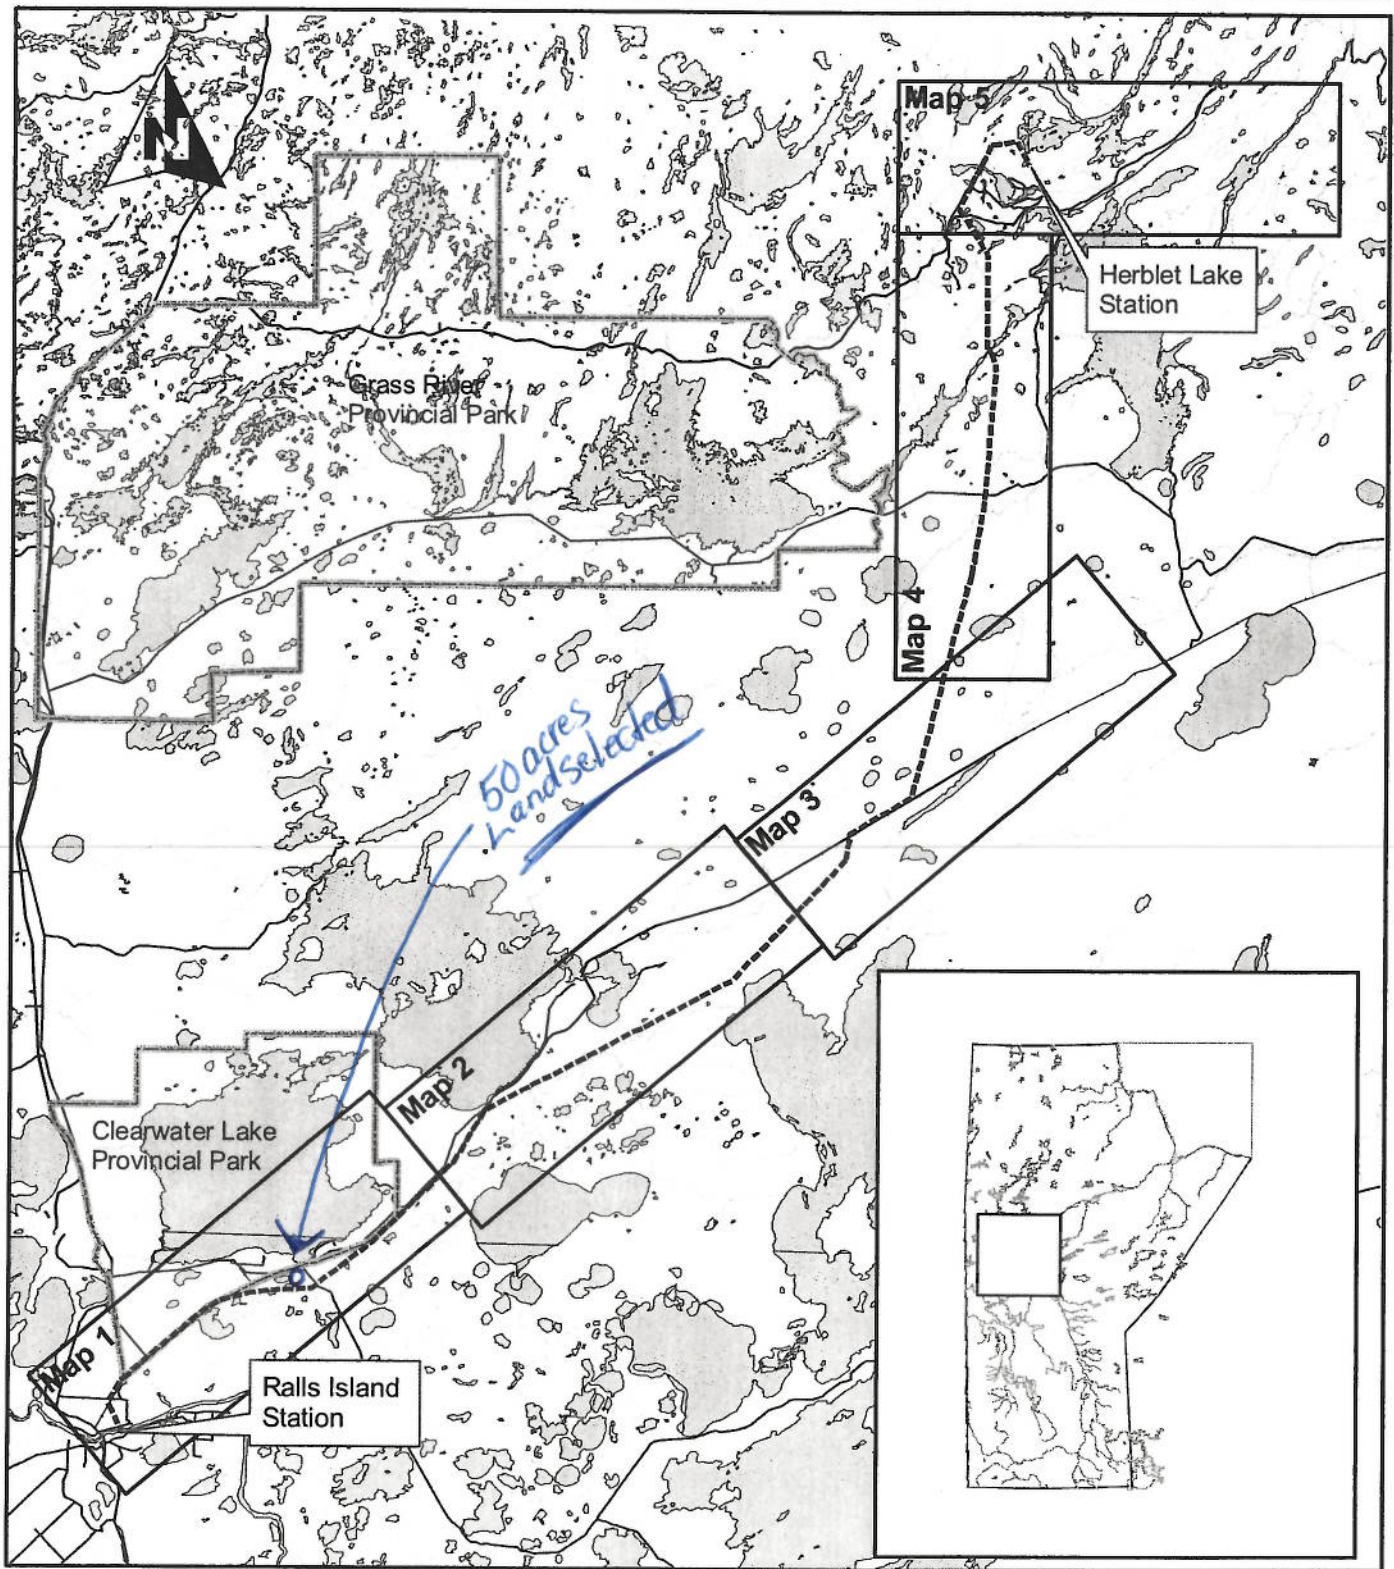 Map 5
N
Herblet Lake
Station
Grass River
Provincial Park
Map 4
50 acres
Land selected
Map 3
Map 2
Clearwater Lake
Provincial Park
Map 1
Ralls Island
Station